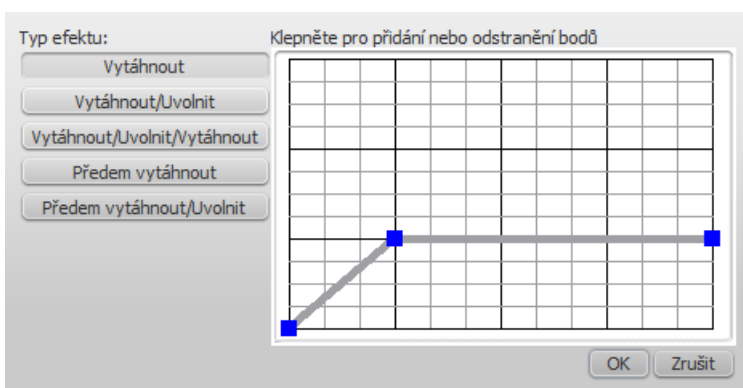 Typ efektu:
Klepněte pro přidání nebo odstranění bodů
Vytáhnout
Vytáhnout/Uvolnit
Vytáhnout/Uvolnit/Vytáhnout
Předem vytáhnout
Předem vytáhnout/Uvolnit
OK
Zrušit